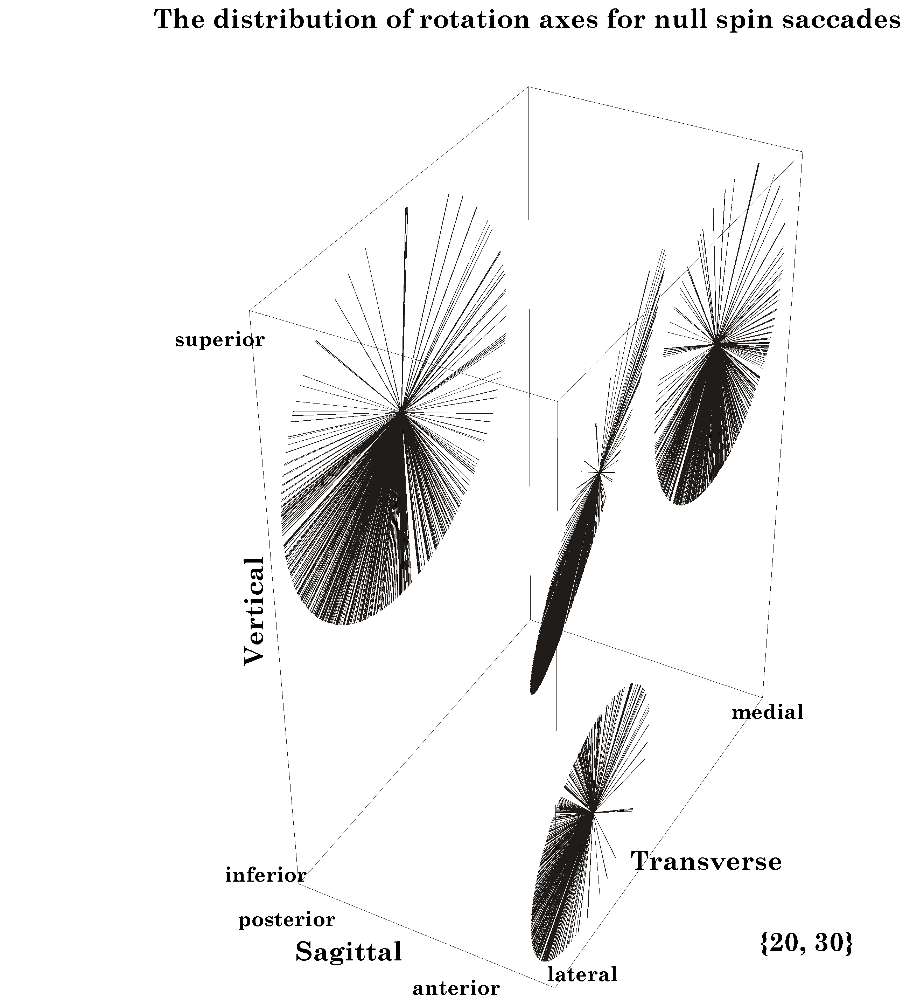 The distribution of rotation axes for null spin saccades
superior
Vertical
medial
inferior
Transverse
posterior
{20, 30}
Sagittal
lateral
anterior